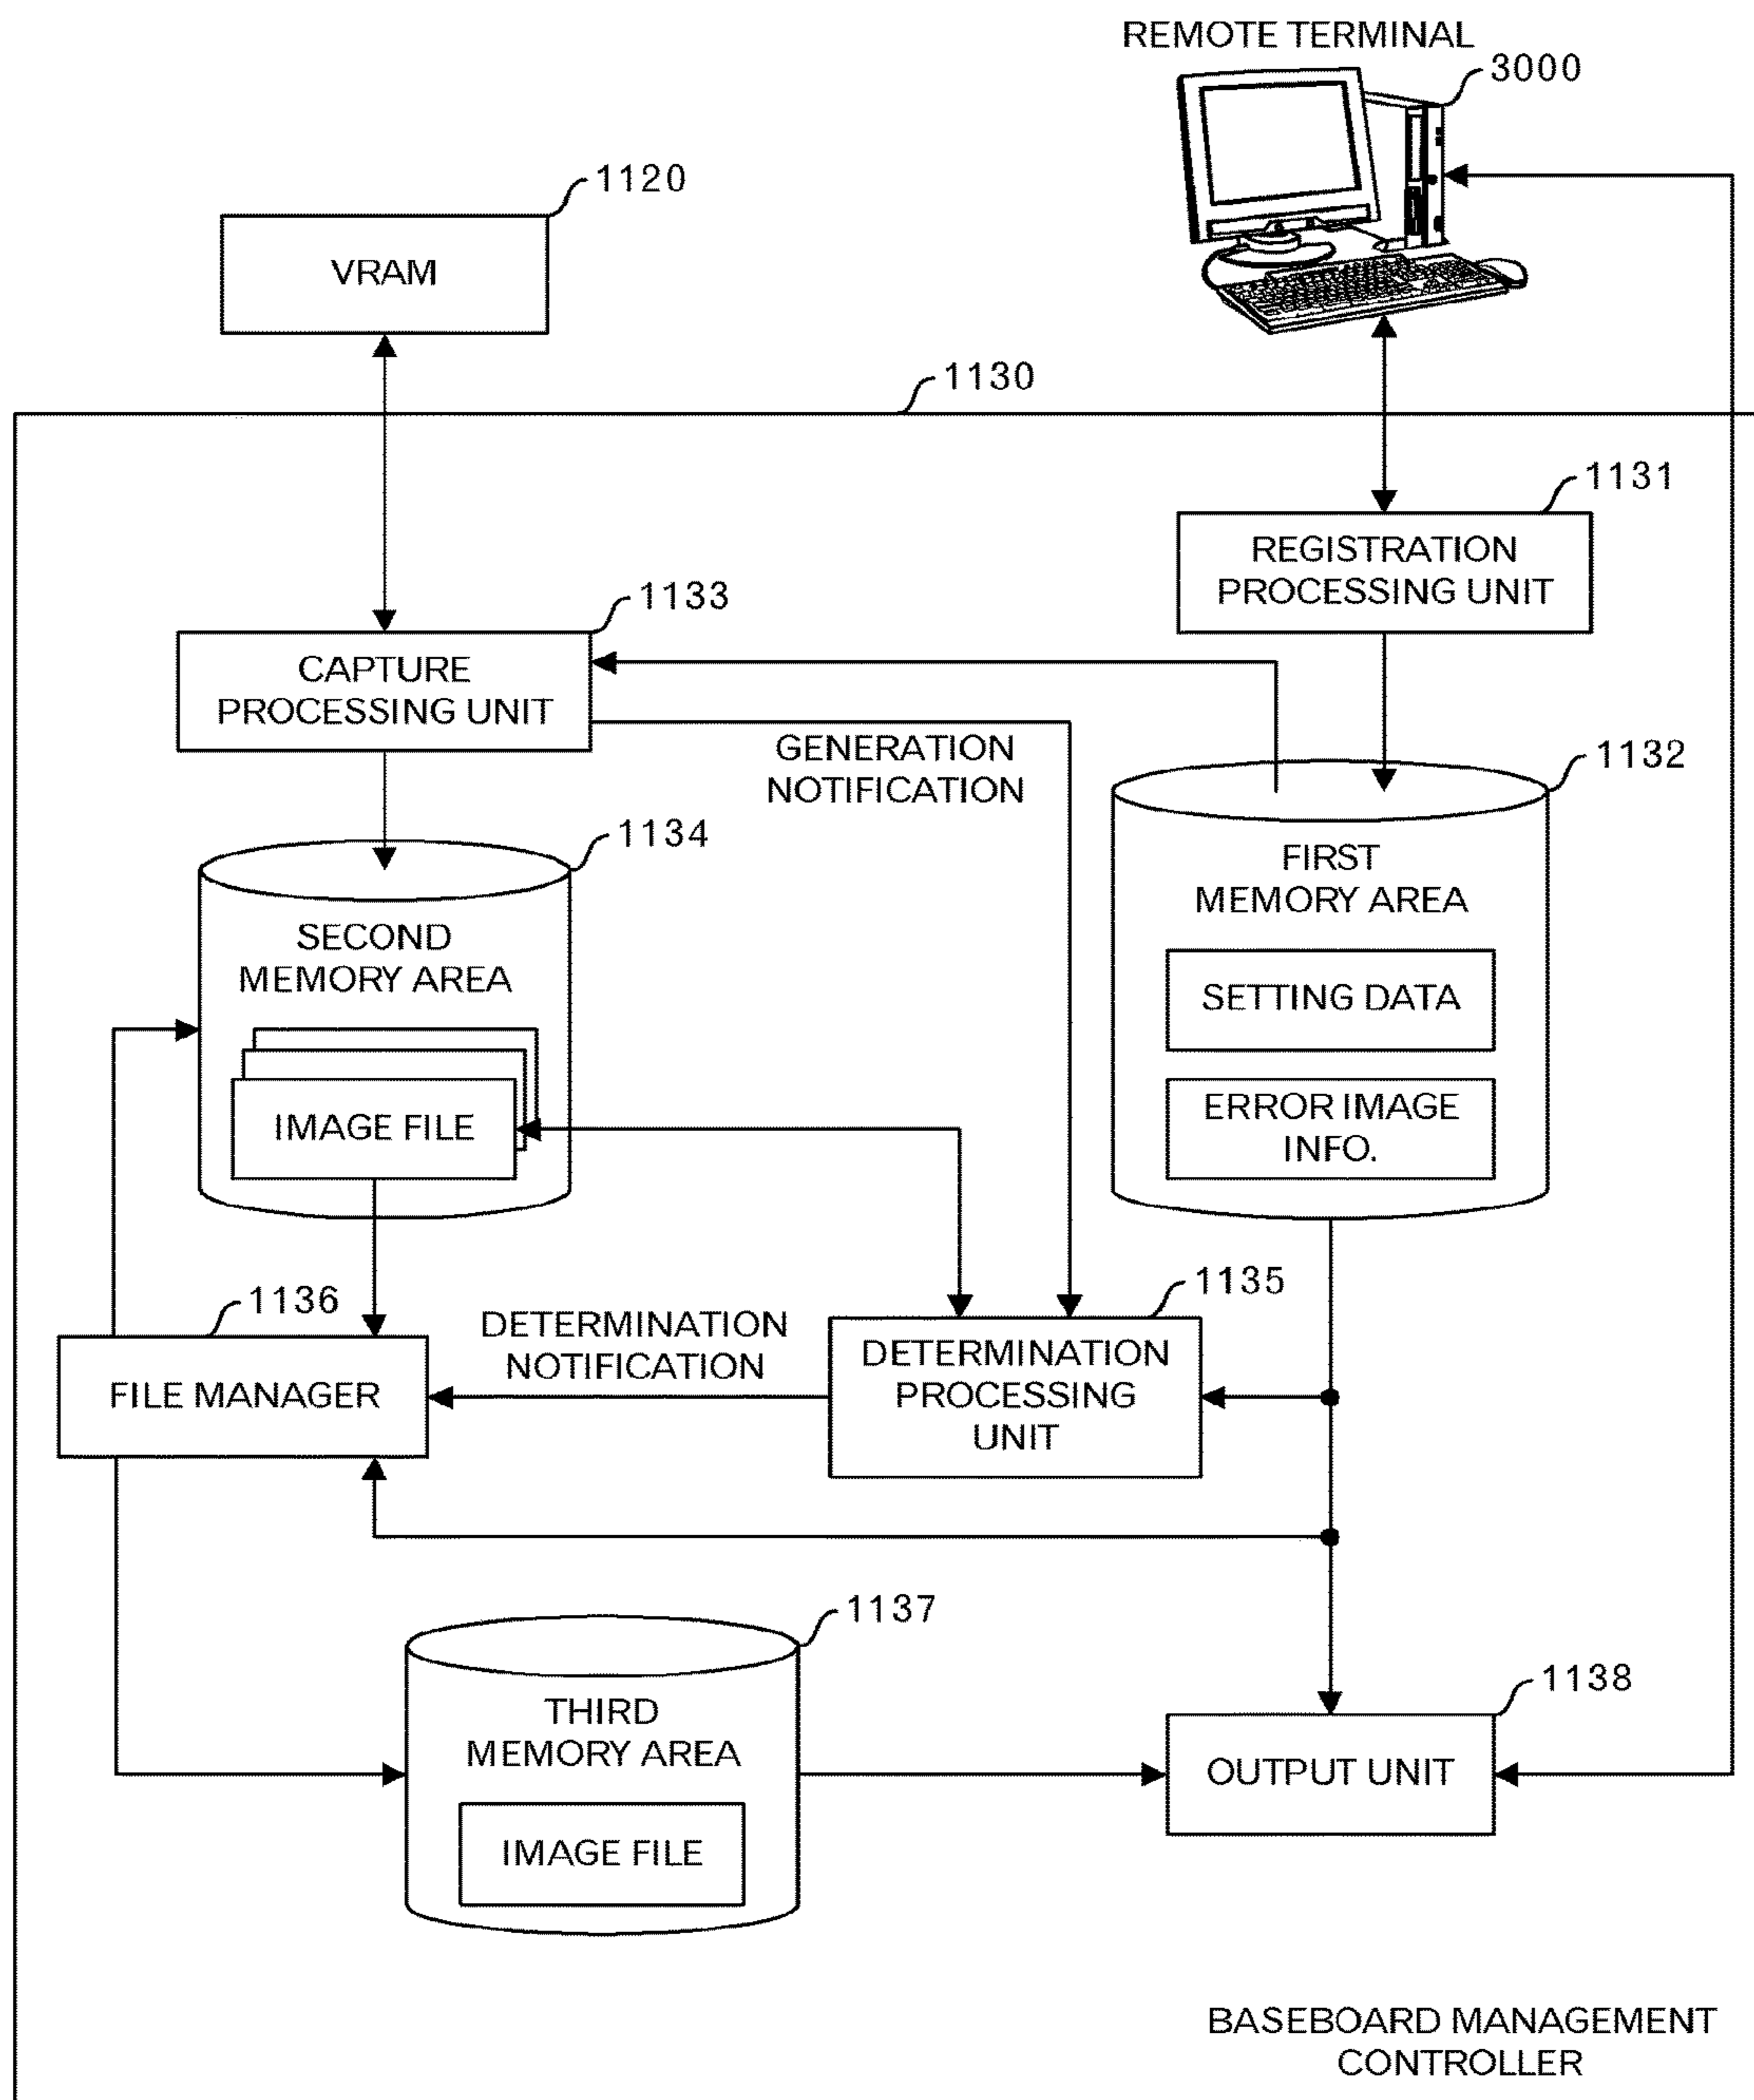 REMOTE TERMINAL
3000
1120
VRAM
1130
1131
REGISTRATION
PROCESSING UNIT
1133
CAPTURE
PROCESSING UNIT
GENERATION
NOTIFICATION
1132
1134
FIRST
MEMORY AREA
SECOND
MEMORY AREA
SETTING DATA
IMAGE FILE
ERROR IMAGE
INFO.
1136
1135
DETERMINATION
NOTIFICATION
FILE MANAGER
DETERMINATION
PROCESSING
UNIT
1137
THIRD
MEMORY AREA
IMAGE FILE
1138
OUTPUT UNIT
BASEBOARD MANAGEMENT
CONTROLLER